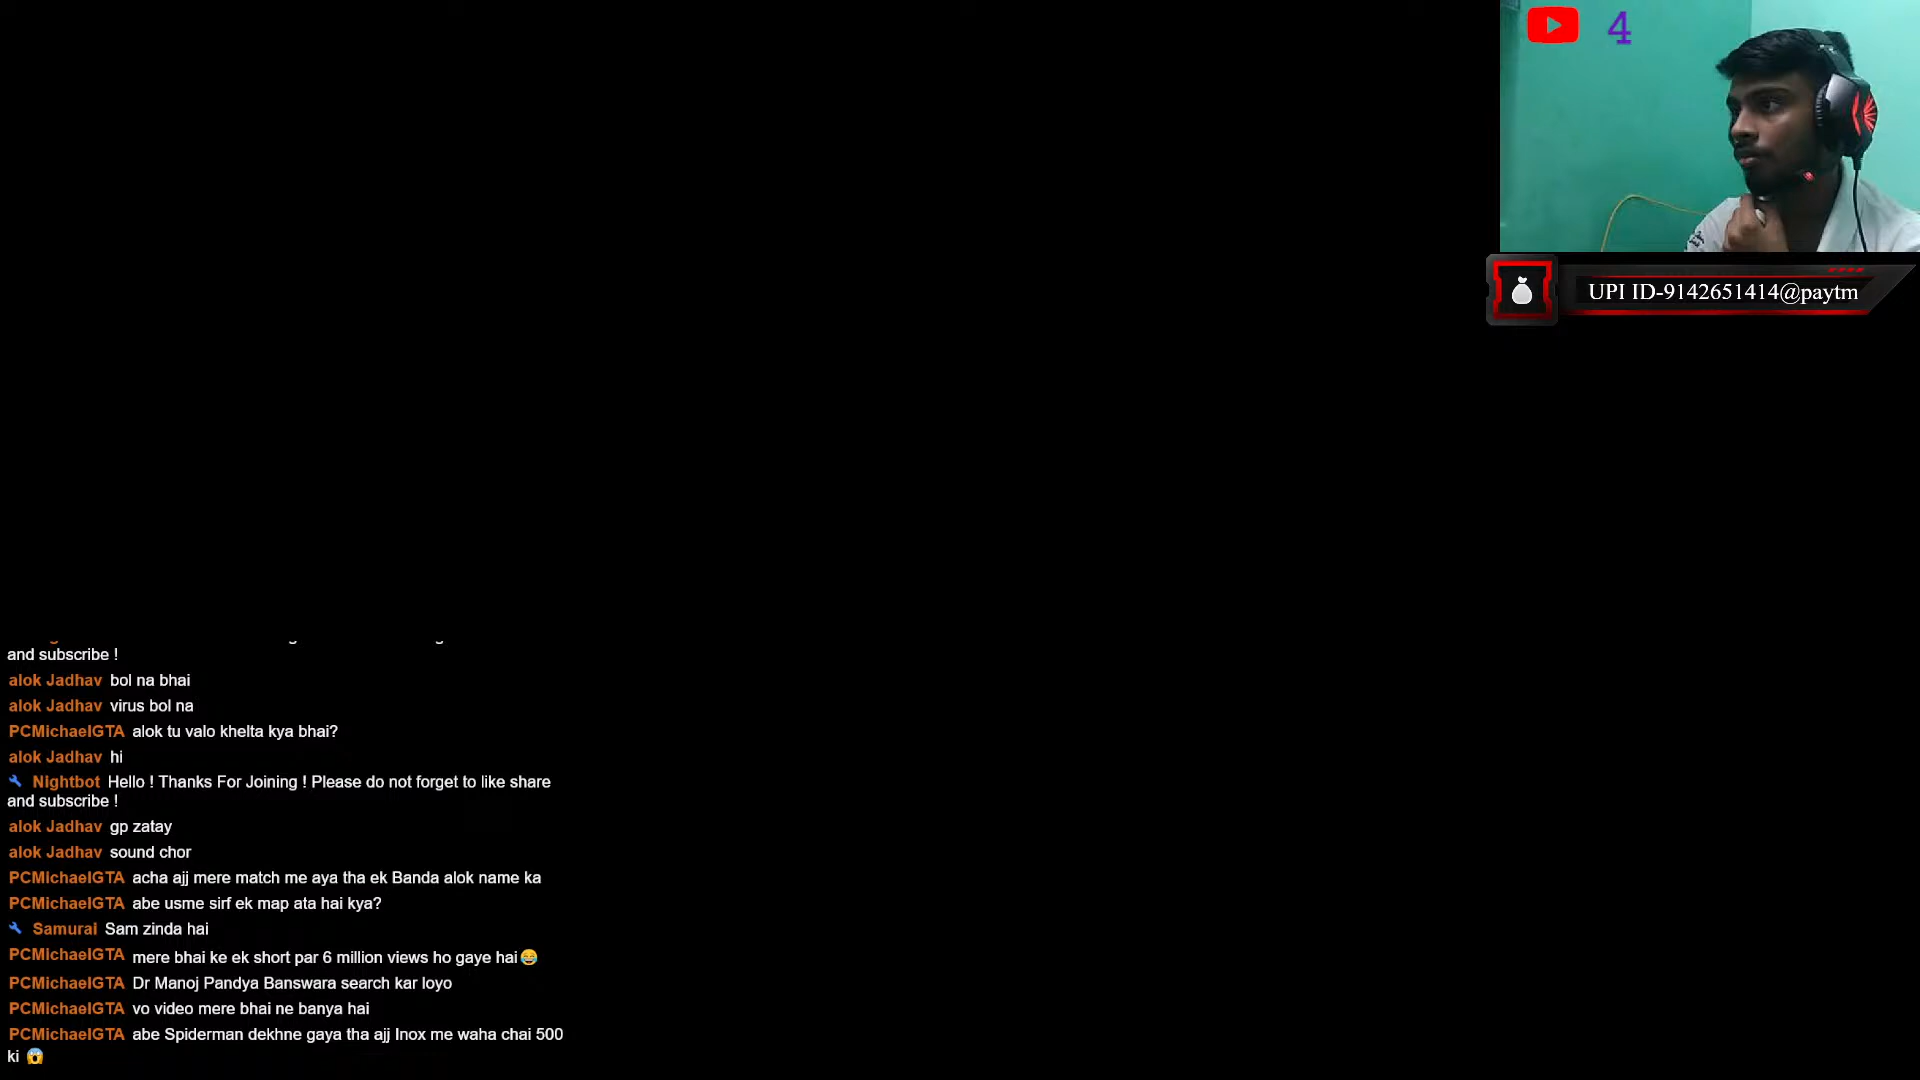 4
UPI ID-9142651414@paytm
and subscribe !
alok Jadhav bol na bhai
alok Jadhav virus bol na
PCMichaelGTA alok tu valo khelta kya bhai?
alok Jadhav hi
Nightbot Hello ! Thanks For Joining ! Please do not forget to like share
and subscribe !
alok Jadhav gp zatay
alok Jadhav sound chor
PCMichaelGTA acha ajj mere match me aya tha ek Banda alok name ka
PCMichaelGTA abe usme sirf ek map ata hai kya?
Samurai Sam zinda hai
PCMichaelGTA mere bhai ke ek short par 6 million views ho gaye hai😂
PCMichaelGTA Dr Manoj Pandya Banswara search kar loyo
PCMichaelGTA vo video mere bhai ne banya hai
PCMichaelGTA abe Spiderman dekhne gaya tha ajj Inox me waha chai 500
ki 😱